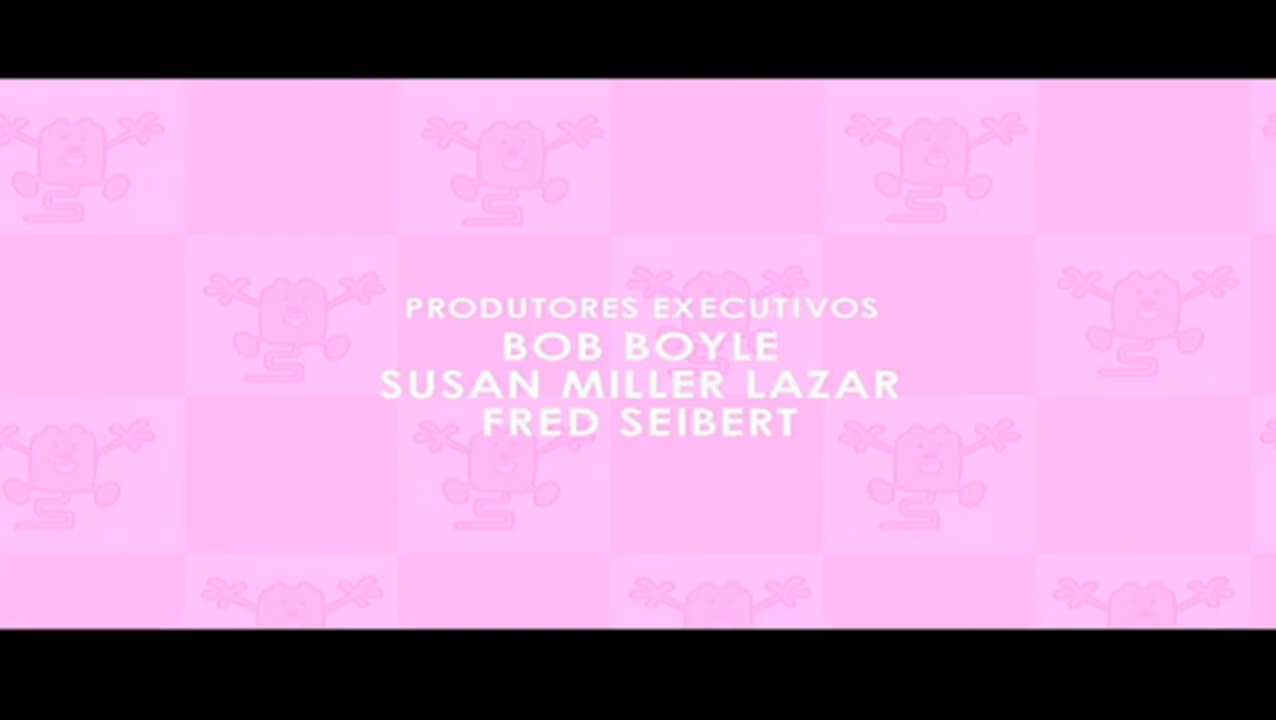 PRODUTORES EXECUTIVOS
BOB BOYLE
SUSAN MILLER LAZAR
FRED SEIBERT